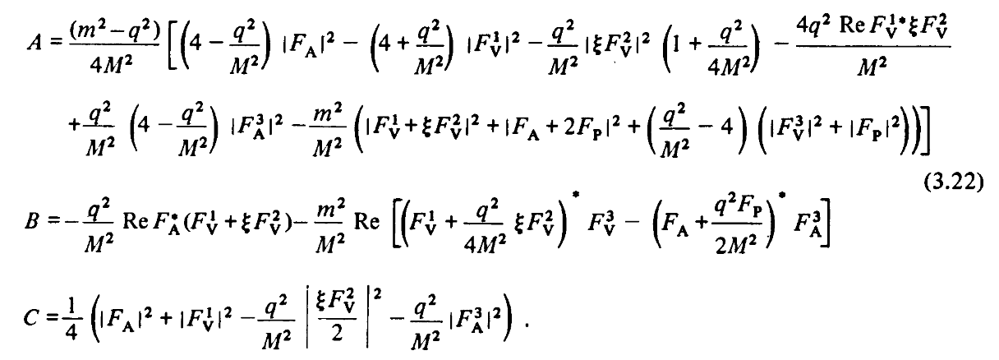 A = \frac{(m^2 - q^2)}{4M^2} \left[ \left( 4 - \frac{q^2}{M^2} \right) |F_A|^2 - \left( 4 + \frac{q^2}{M^2} \right) |F_V^1|^2 - \frac{q^2}{M^2} |\xi F_V^2|^2 \left( 1 + \frac{q^2}{4M^2} \right) - \frac{4q^2 \text{ Re } F_V^{1*} \xi F_V^2}{M^2} \right.
\left. + \frac{q^2}{M^2} \left( 4 - \frac{q^2}{M^2} \right) |F_A^3|^2 - \frac{m^2}{M^2} \left( |F_V^1 + \xi F_V^2|^2 + |F_A + 2F_P|^2 + \left( \frac{q^2}{M^2} - 4 \right) \left( |F_V^3|^2 + |F_P|^2 \right) \right) \right]
(3.22)
B = -\frac{q^2}{M^2} \text{ Re } F_A^* (F_V^1 + \xi F_V^2) - \frac{m^2}{M^2} \text{ Re } \left[ \left( F_V^1 + \frac{q^2}{4M^2} \xi F_V^2 \right)^* F_V^3 - \left( F_A + \frac{q^2 F_P}{2M^2} \right)^* F_A^3 \right]
C = \frac{1}{4} \left( |F_A|^2 + |F_V^1|^2 - \frac{q^2}{M^2} \left| \frac{\xi F_V^2}{2} \right|^2 - \frac{q^2}{M^2} |F_A^3|^2 \right) .